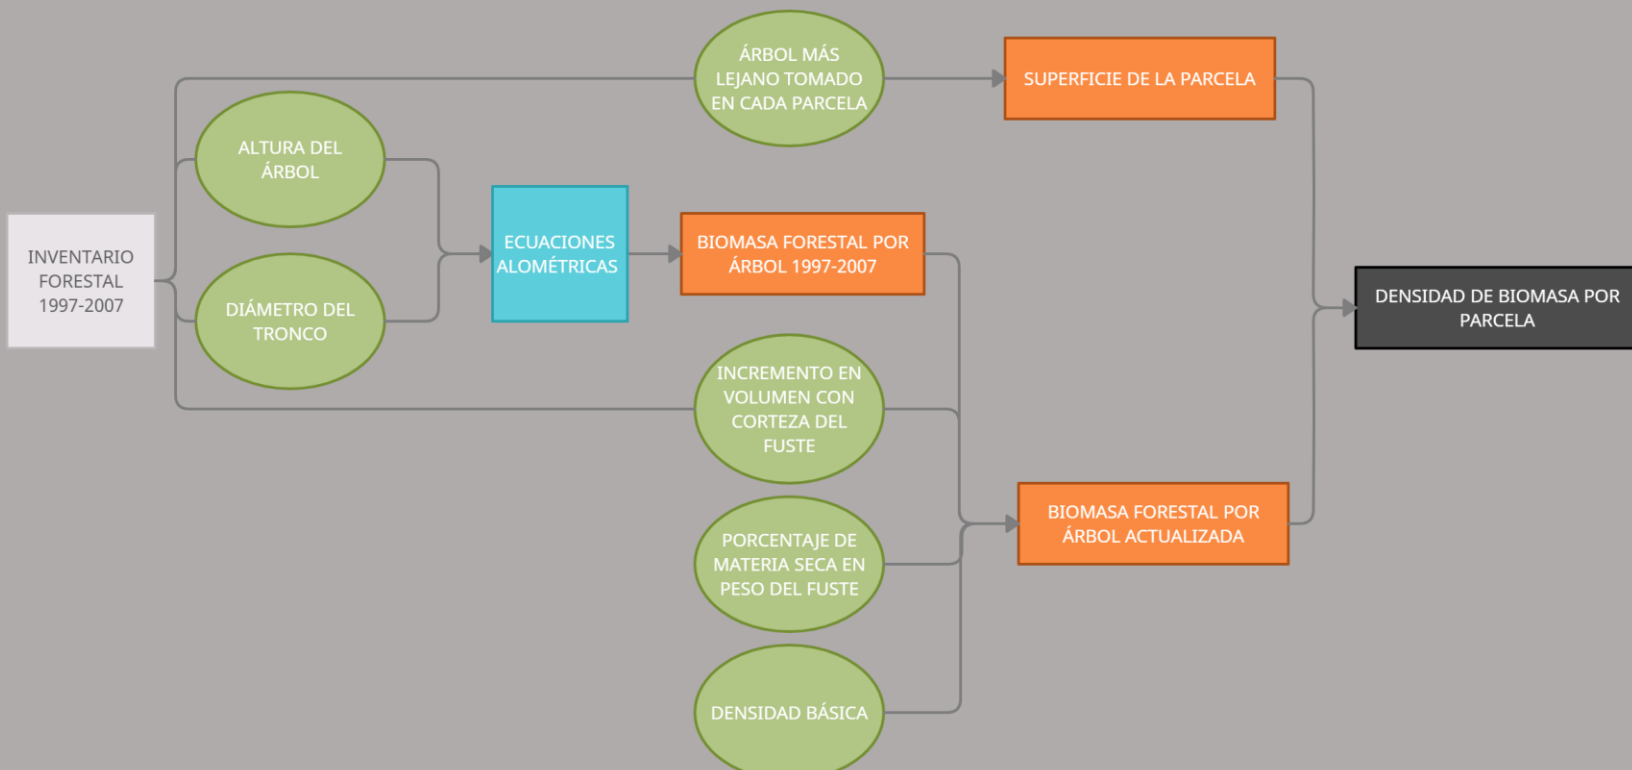 ÁRBOL MÁS
LEJANO TOMADO
EN CADA PARCELA
SUPERFICIE DE LA PARCELA
ALTURA DEL
ÁRBOL
INVENTARIO
FORESTAL
1997-2007
DIÁMETRO DEL
TRONCO
ECUACIONES
ALOMÉTRICAS
BIOMASA FORESTAL POR
ÁRBOL 1997-2007
DENSIDAD DE BIOMASA POR
PARCELA
INCREMENTO EN
VOLUMEN CON
CORTEZA DEL
FUSTE
BIOMASA FORESTAL POR
ÁRBOL ACTUALIZADA
PORCENTAJE DE
MATERIA SECA EN
PESO DEL FUSTE
DENSIDAD BÁSICA